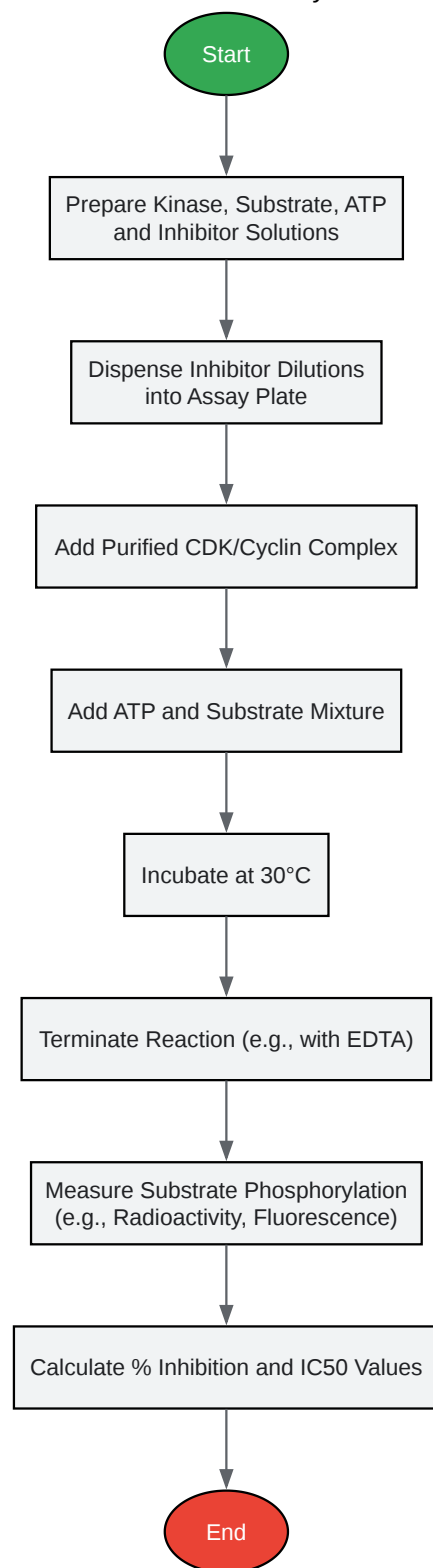 Start
Prepare Kinase, Substrate, ATP
and Inhibitor Solutions
Dispense Inhibitor Dilutions
into Assay Plate
Add Purified CDK/Cyclin Complex
Add ATP and Substrate Mixture
Incubate at 30°C
Terminate Reaction (e.g., with EDTA)
Measure Substrate Phosphorylation
(e.g., Radioactivity, Fluorescence)
Calculate % Inhibition and IC50 Values
End